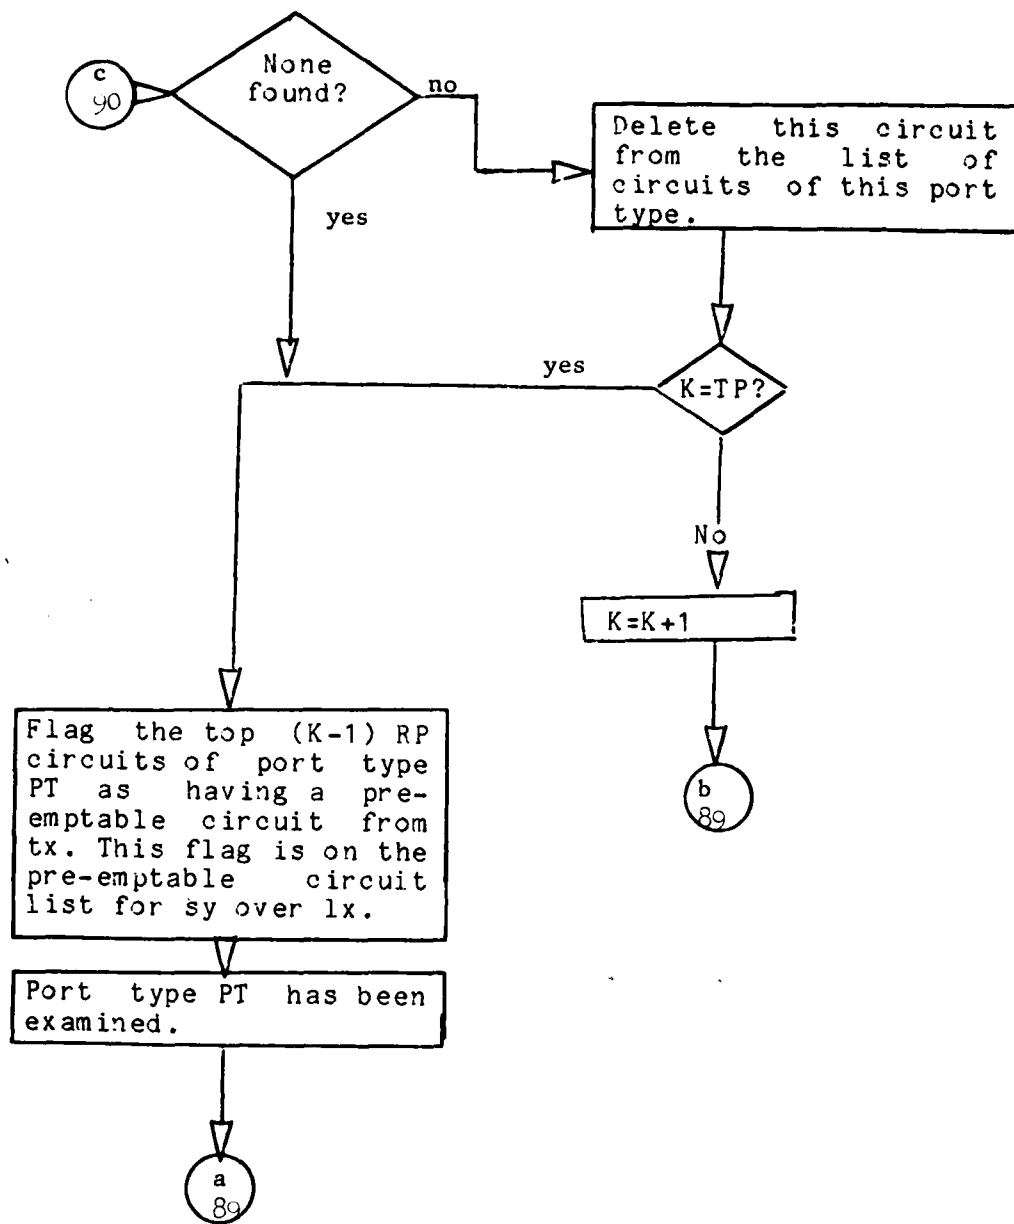 c
90
None
found?
no
yes
Delete this circuit
from the list of
circuits of this port
type.
yes
K=TP?
No
K=K+1
b
89
Flag the top (K-1) RP
circuits of port type
PT as having a pre-
emptable circuit from
tx. This flag is on the
pre-emptable circuit
list for sy over lx.
Port type PT has been
examined.
a
89